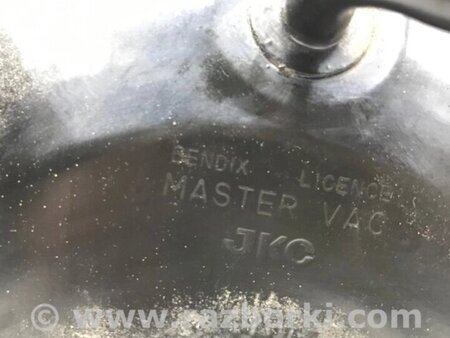 BENDIX LICENCE
MASTER VAC
JKC
© www.razborki.com